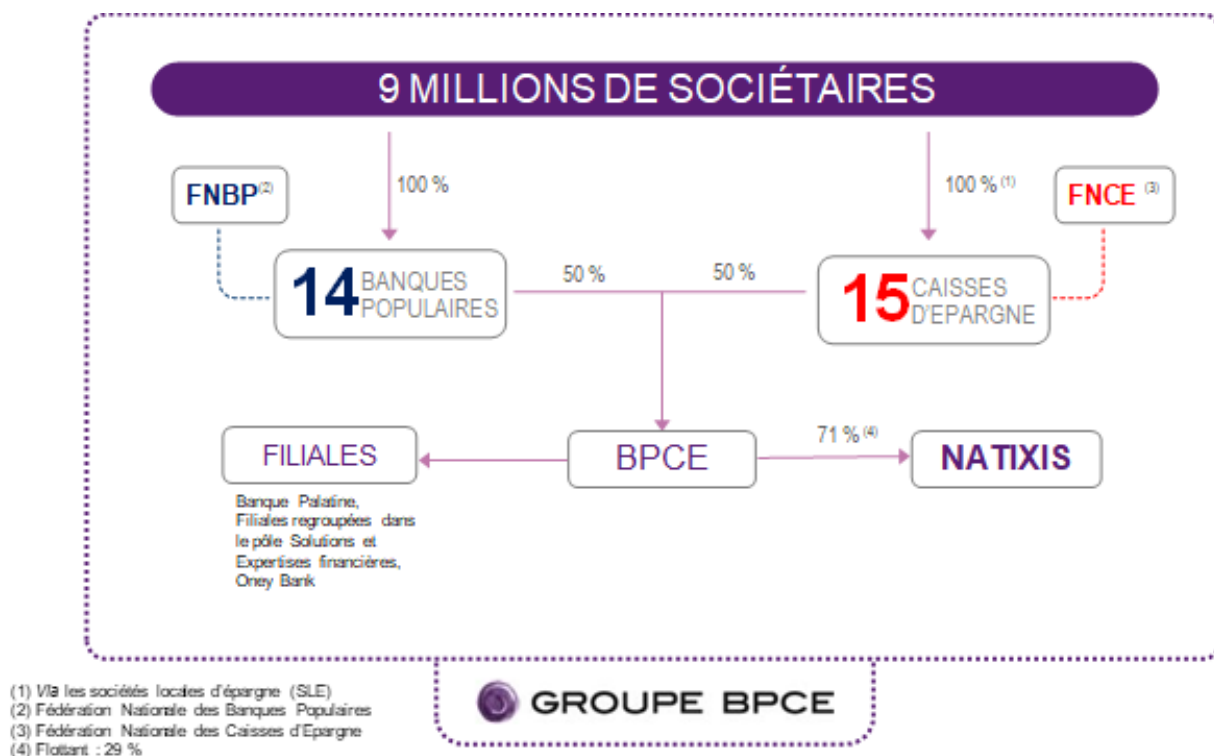 9 MILLIONS DE SOCIÉTAIRES
FNBP(2)
100 %
100 % (1)
FNCE (3)
14 BANQUES
POPULAIRES
50 %
50 %
15 CAISSES
D'EPARGNE
FILIALES
BPCE
71 % (4)
NATIXIS
Banque Palatine,
Filiales regroupées dans
le pôle Solutions et
Expertises financières,
Oney Bank
(1) Via les sociétés locales d'épargne (SLE)
(2) Fédération Nationale des Banques Populaires
(3) Fédération Nationale des Caisses d'Epargne
(4) Flottant : 29 %
GROUPE BPCE